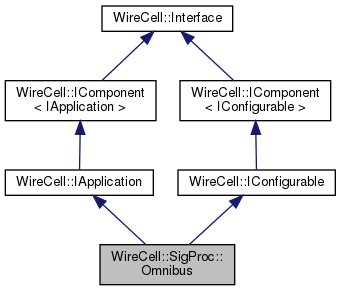 WireCell::Interface
WireCell::IComponent
< IApplication >
WireCell::IComponent
< IConfigurable >
WireCell::IApplication
WireCell::IConfigurable
WireCell::SigProc::
Omnibus